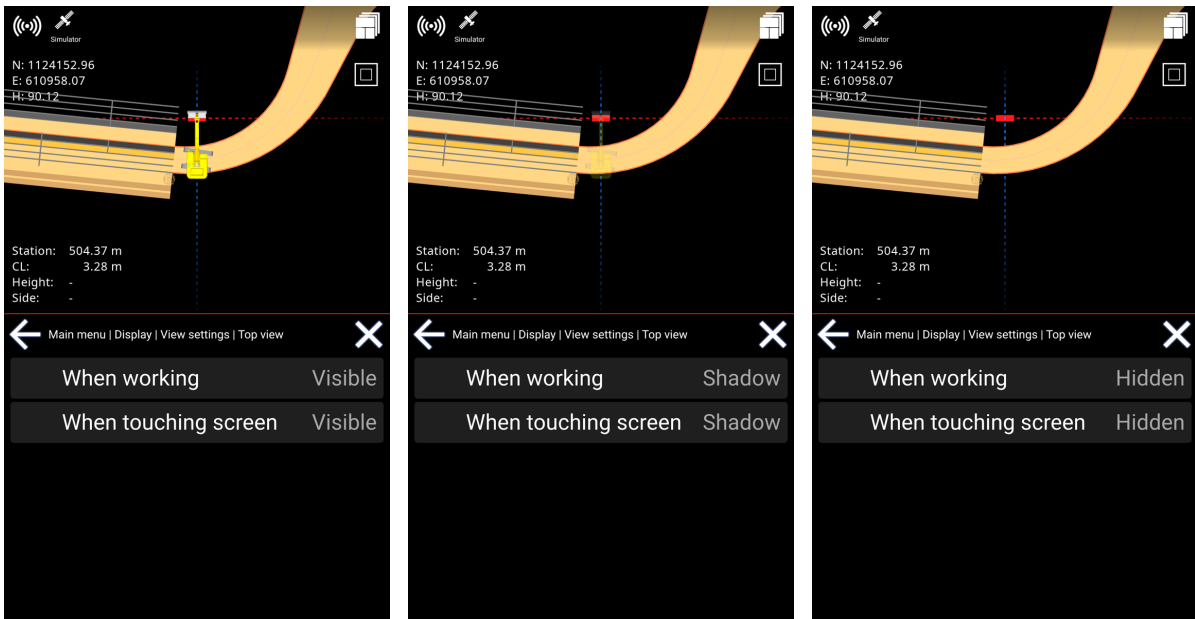 Simulator
N: 1124152.96
E: 610958.07
H: 90.12
Station: 504.37 m
CL: 3.28 m
Height: -
Side: -
Main menu | Display | View settings | Top view
When working Visible
When touching screen Visible
Simulator
N: 1124152.96
E: 610958.07
H: 90.12
Station: 504.37 m
CL: 3.28 m
Height: -
Side: -
Main menu | Display | View settings | Top view
When working Shadow
When touching screen Shadow
Simulator
N: 1124152.96
E: 610958.07
H: 90.12
Station: 504.37 m
CL: 3.28 m
Height: -
Side: -
Main menu | Display | View settings | Top view
When working Hidden
When touching screen Hidden